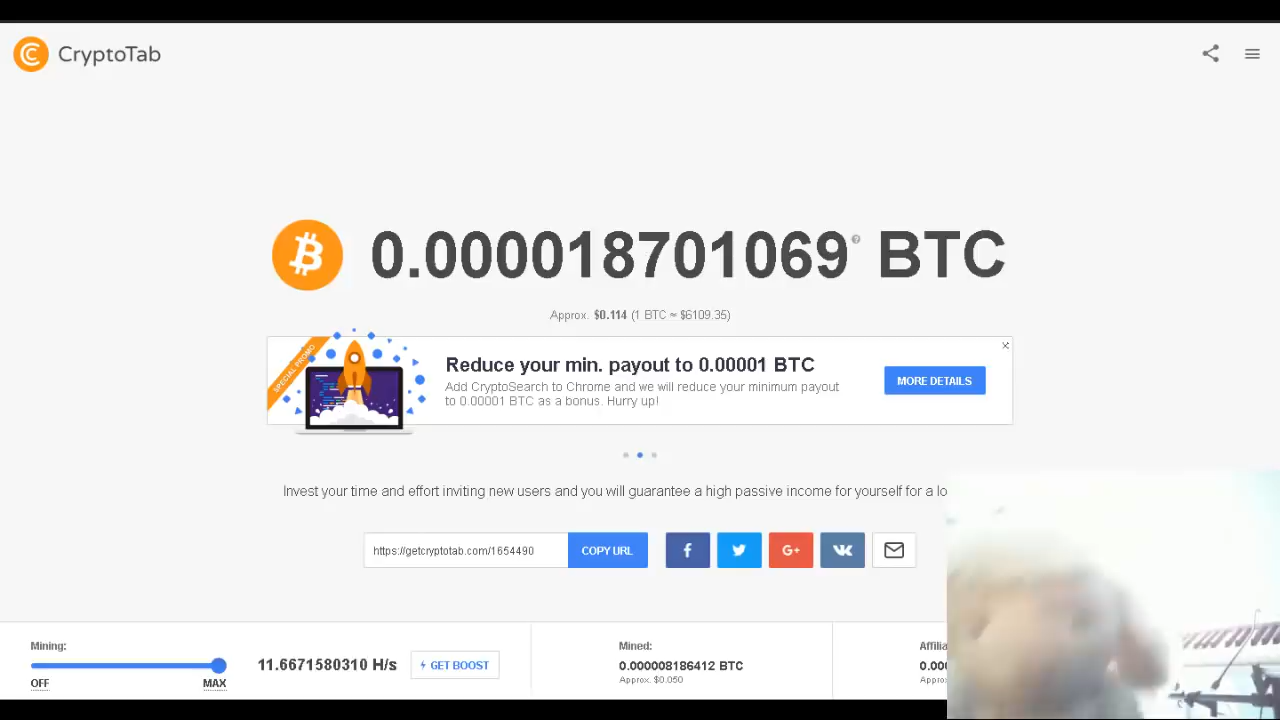 CryptoTab
0.000018701069 BTC
Approx. $0.114 (1 BTC ≈ $6109.35)
SPECIAL PROMO
Reduce your min. payout to 0.00001 BTC
Add CryptoSearch to Chrome and we will reduce your minimum payout
to 0.00001 BTC as a bonus. Hurry up!
MORE DETAILS
Invest your time and effort inviting new users and you will guarantee a high passive income for yourself for a lo
https://getcryptotab.com/1654490
COPY URL
Mining:
OFF
MAX
11.6671580310 H/s
GET BOOST
Mined:
0.000008186412 BTC
Approx. $0.050
Affilia
0.000
Appro